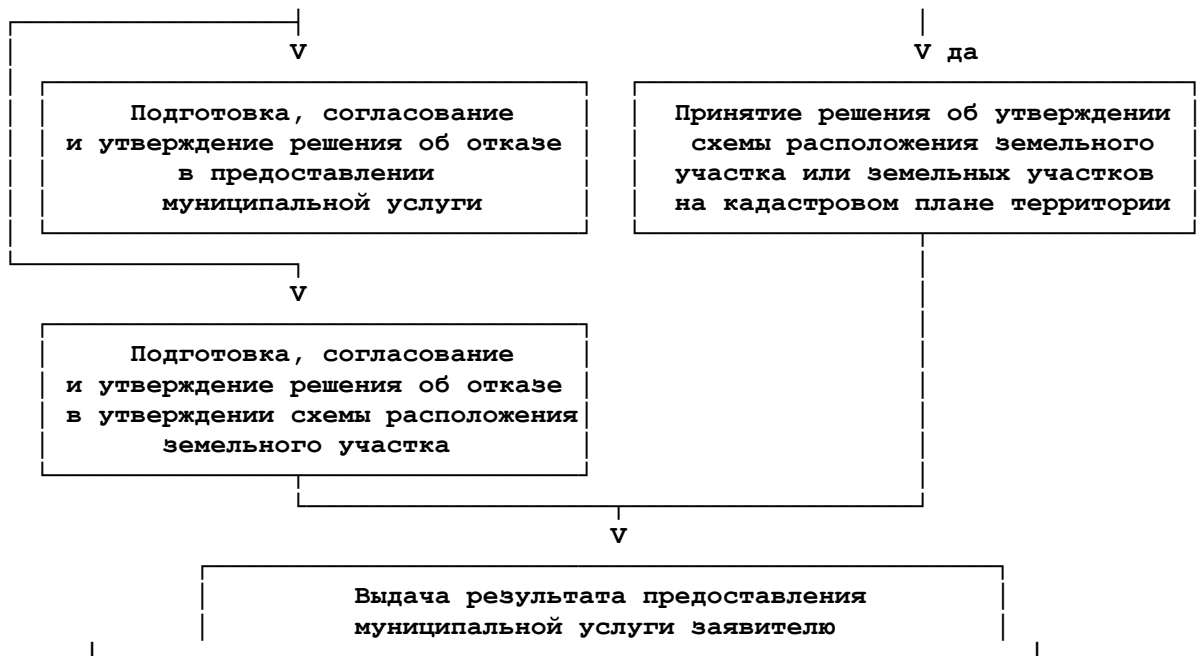 V
V да
Подготовка, согласование
и утверждение решения об отказе
в предоставлении
муниципальной услуги
Принятие решения об утверждении
схемы расположения земельного
участка или земельных участков
на кадастровом плане территории
V
Подготовка, согласование
и утверждение решения об отказе
в утверждении схемы расположения
земельного участка
V
Выдача результата предоставления
муниципальной услуги заявителю